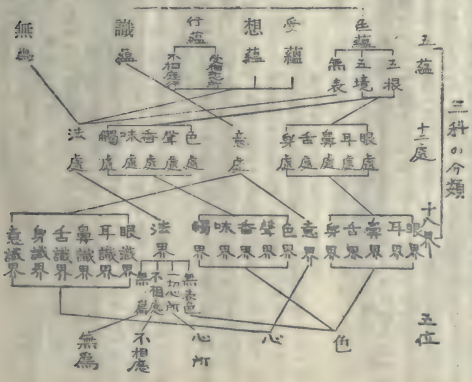 三科の分類
五蘊
十二處
十八界
五位
色蘊
受蘊
想蘊
行蘊
識蘊
無為
五根
五境
無表
不相應行
眼處
耳處
鼻處
舌處
身處
意處
色處
聲處
香處
味處
觸處
法處
眼界
耳界
鼻界
舌界
身界
意界
色界
聲界
香界
味界
觸界
法界
眼識界
耳識界
鼻識界
舌識界
身識界
意識界
無表色
心所
不相應
無為
色
心
心所
不相應
無爲